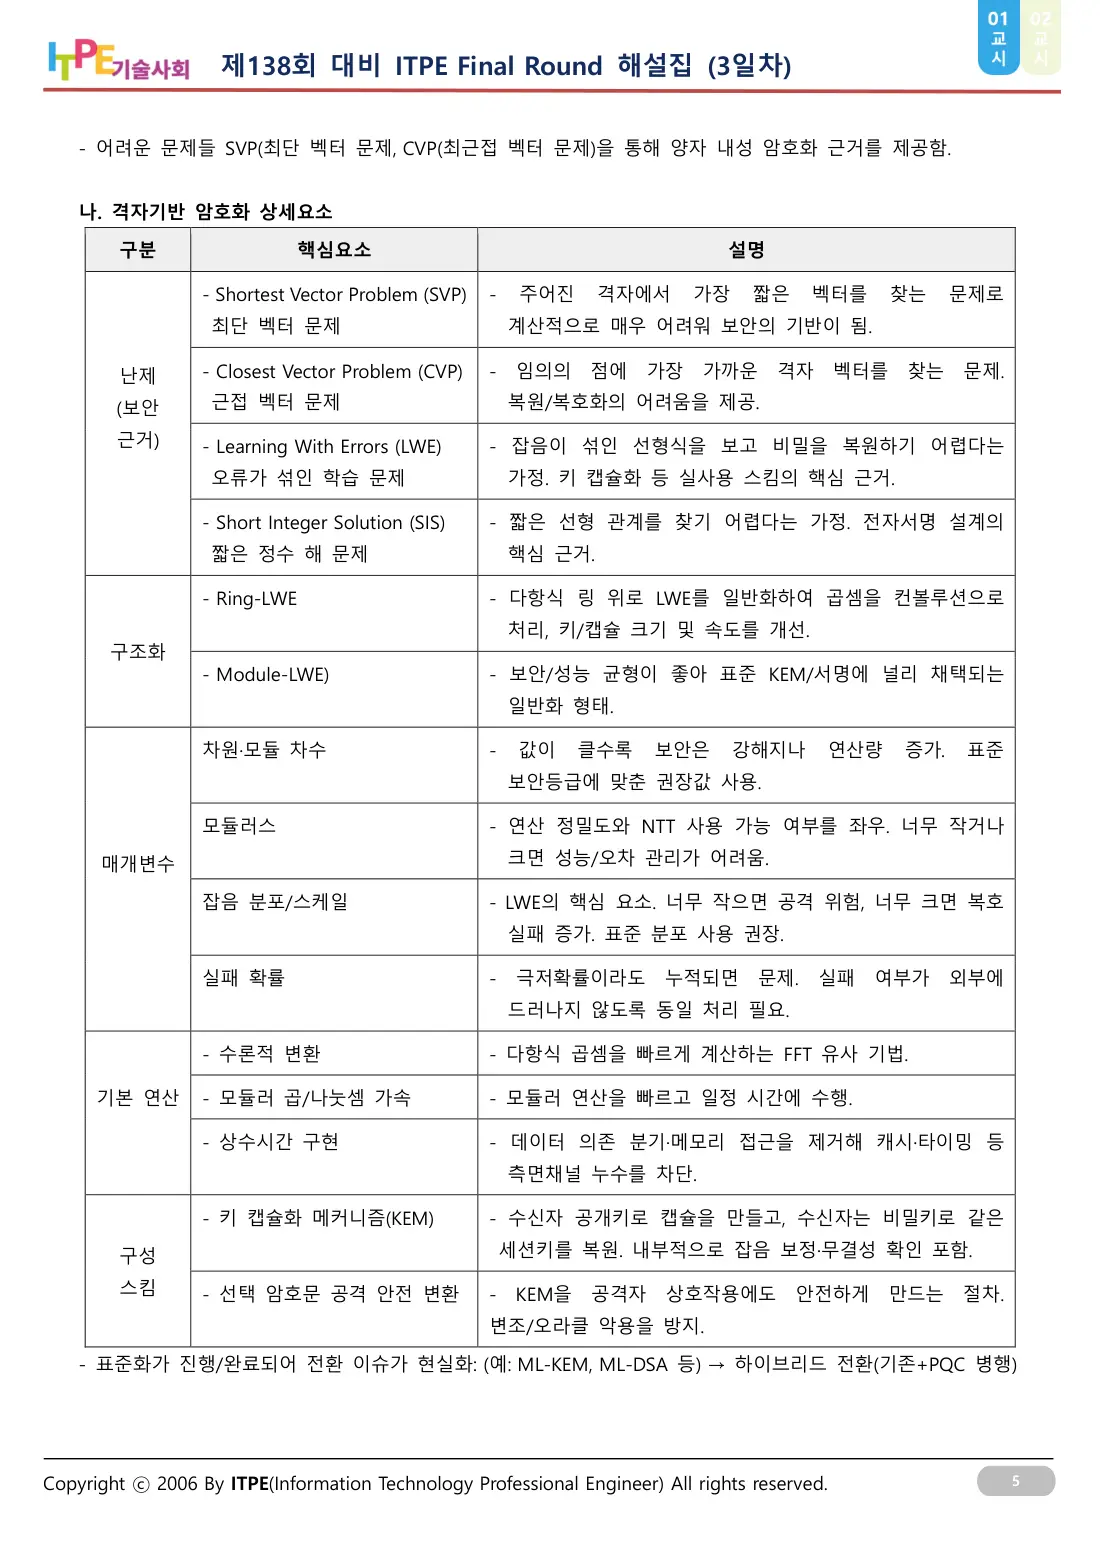 01
교
시
02
교
시
ITPE기술사회 제138회 대비 ITPE Final Round 해설집 (3일차)
- 어려운 문제들 SVP(최단 벡터 문제, CVP(최근접 벡터 문제)을 통해 양자 내성 암호화 근거를 제공함.
나. 격자기반 암호화 상세요소
구분 핵심요소 설명
난제
(보안
근거)
- Shortest Vector Problem (SVP)
최단 벡터 문제
- 주어진 격자에서 가장 짧은 벡터를 찾는 문제로
계산적으로 매우 어려워 보안의 기반이 됨.
- Closest Vector Problem (CVP)
근접 벡터 문제
- 임의의 점에 가장 가까운 격자 벡터를 찾는 문제.
복원/복호화의 어려움을 제공.
- Learning With Errors (LWE)
오류가 섞인 학습 문제
- 잡음이 섞인 선형식을 보고 비밀을 복원하기 어렵다는
가정. 키 캡슐화 등 실사용 스킴의 핵심 근거.
- Short Integer Solution (SIS)
짧은 정수 해 문제
- 짧은 선형 관계를 찾기 어렵다는 가정. 전자서명 설계의
핵심 근거.
구조화
- Ring-LWE
- 다항식 링 위로 LWE를 일반화하여 곱셈을 컨볼루션으로
처리, 키/캡슐 크기 및 속도를 개선.
- Module-LWE)
- 보안/성능 균형이 좋아 표준 KEM/서명에 널리 채택되는
일반화 형태.
매개변수
차원·모듈 차수
- 값이 클수록 보안은 강해지나 연산량 증가. 표준
보안등급에 맞춘 권장값 사용.
모듈러스
- 연산 정밀도와 NTT 사용 가능 여부를 좌우. 너무 작거나
크면 성능/오차 관리가 어려움.
잡음 분포/스케일
- LWE의 핵심 요소. 너무 작으면 공격 위험, 너무 크면 복호
실패 증가. 표준 분포 사용 권장.
실패 확률
- 극저확률이라도 누적되면 문제. 실패 여부가 외부에
드러나지 않도록 동일 처리 필요.
기본 연산
- 수론적 변환
- 다항식 곱셈을 빠르게 계산하는 FFT 유사 기법.
- 모듈러 곱/나눗셈 가속
- 모듈러 연산을 빠르고 일정 시간에 수행.
- 상수시간 구현
- 데이터 의존 분기·메모리 접근을 제거해 캐시·타이밍 등
측면채널 누수를 차단.
구성
스킴
- 키 캡슐화 메커니즘(KEM)
- 수신자 공개키로 캡슐을 만들고, 수신자는 비밀키로 같은
세션키를 복원. 내부적으로 잡음 보정·무결성 확인 포함.
- 선택 암호문 공격 안전 변환
- KEM을 공격자 상호작용에도 안전하게 만드는 절차.
변조/오라클 악용을 방지.
- 표준화가 진행/완료되어 전환 이슈가 현실화: (예: ML-KEM, ML-DSA 등) → 하이브리드 전환(기존+PQC 병행)
Copyright ⓒ 2006 By ITPE(Information Technology Professional Engineer) All rights reserved.
5